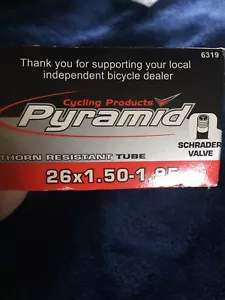 6319
Thank you for supporting your local
independent bicycle dealer
Cycling Products
Pyramid
THORN RESISTANT TUBE
SCHRADER
VALVE
26x1.50-1.95